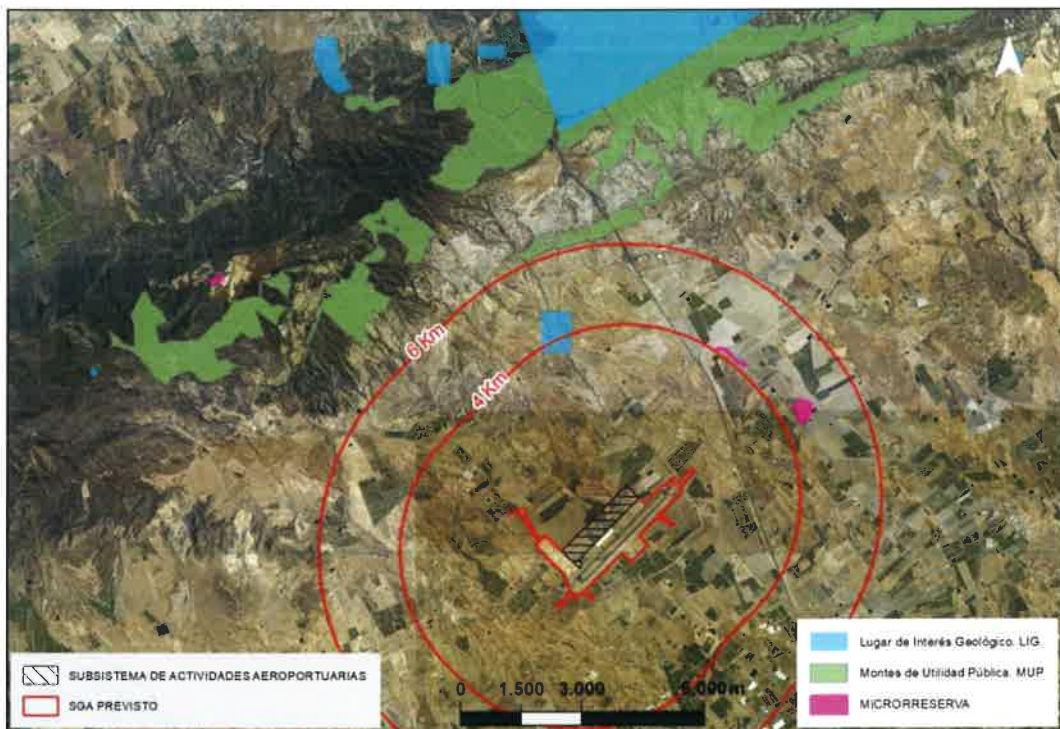 N
6 Km
4 Km
SUBSISTEMA DE ACTIVIDADES AEROPORTUARIAS
SGA PREVISTO
0 1.500 3.000 6.000 m
Lugar de Interés Geológico. LIG.
Montes de Utilidad Pública. MUP
MICRORRESERVA